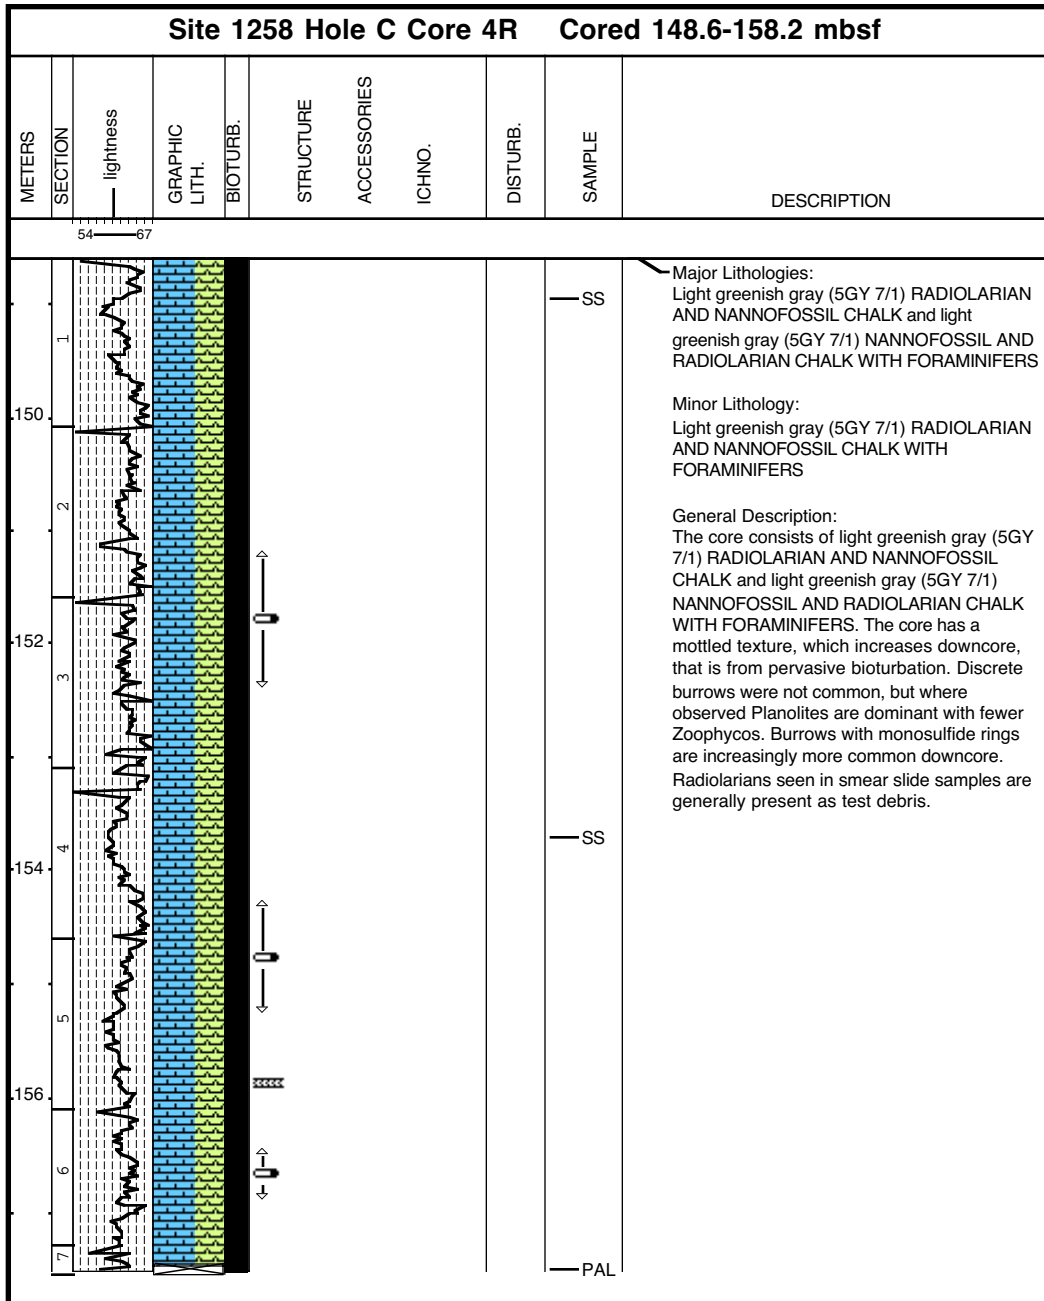 Site 1258 Hole C Core 4R Cored 148.6-158.2 mbsf
METERS
SECTION
lightness
GRAPHIC
LITH.
BIOTURB.
STRUCTURE
ACCESSORIES
ICHNO.
DISTURB.
SAMPLE
DESCRIPTION
54 67
1
2
3
4
5
6
7
150
152
154
156
SS
SS
PAL
Major Lithologies:
Light greenish gray (5GY 7/1) RADIOLARIAN
AND NANNOFOSSIL CHALK and light
greenish gray (5GY 7/1) NANNOFOSSIL AND
RADIOLARIAN CHALK WITH FORAMINIFERS
Minor Lithology:
Light greenish gray (5GY 7/1) RADIOLARIAN
AND NANNOFOSSIL CHALK WITH
FORAMINIFERS
General Description:
The core consists of light greenish gray (5GY
7/1) RADIOLARIAN AND NANNOFOSSIL
CHALK and light greenish gray (5GY 7/1)
NANNOFOSSIL AND RADIOLARIAN CHALK
WITH FORAMINIFERS. The core has a
mottled texture, which increases downcore,
that is from pervasive bioturbation. Discrete
burrows were not common, but where
observed Planolites are dominant with fewer
Zoophycos. Burrows with monosulfide rings
are increasingly more common downcore.
Radiolarians seen in smear slide samples are
generally present as test debris.